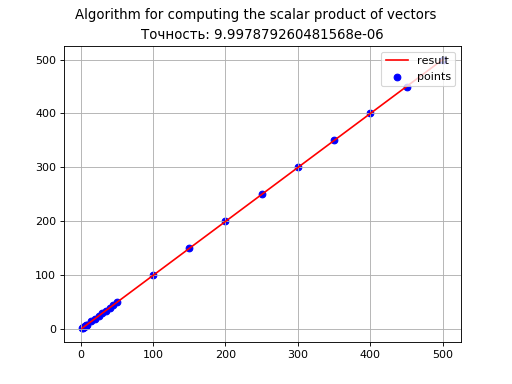 Algorithm for computing the scalar product of vectors
Точность: 9.997879260481568e-06
result
points
500
400
300
200
100
0
0 100 200 300 400 500